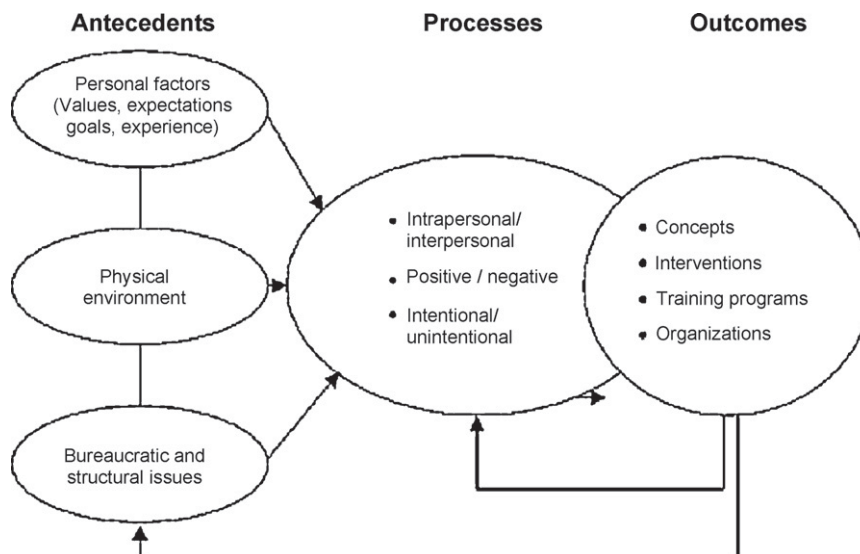 Antecedents
Processes
Outcomes
Personal factors
(Values, expectations
goals, experience)
Physical
environment
Bureaucratic and
structural issues
• Intrapersonal/
interpersonal
• Positive / negative
• Intentional/
unintentional
• Concepts
• Interventions
• Training programs
• Organizations